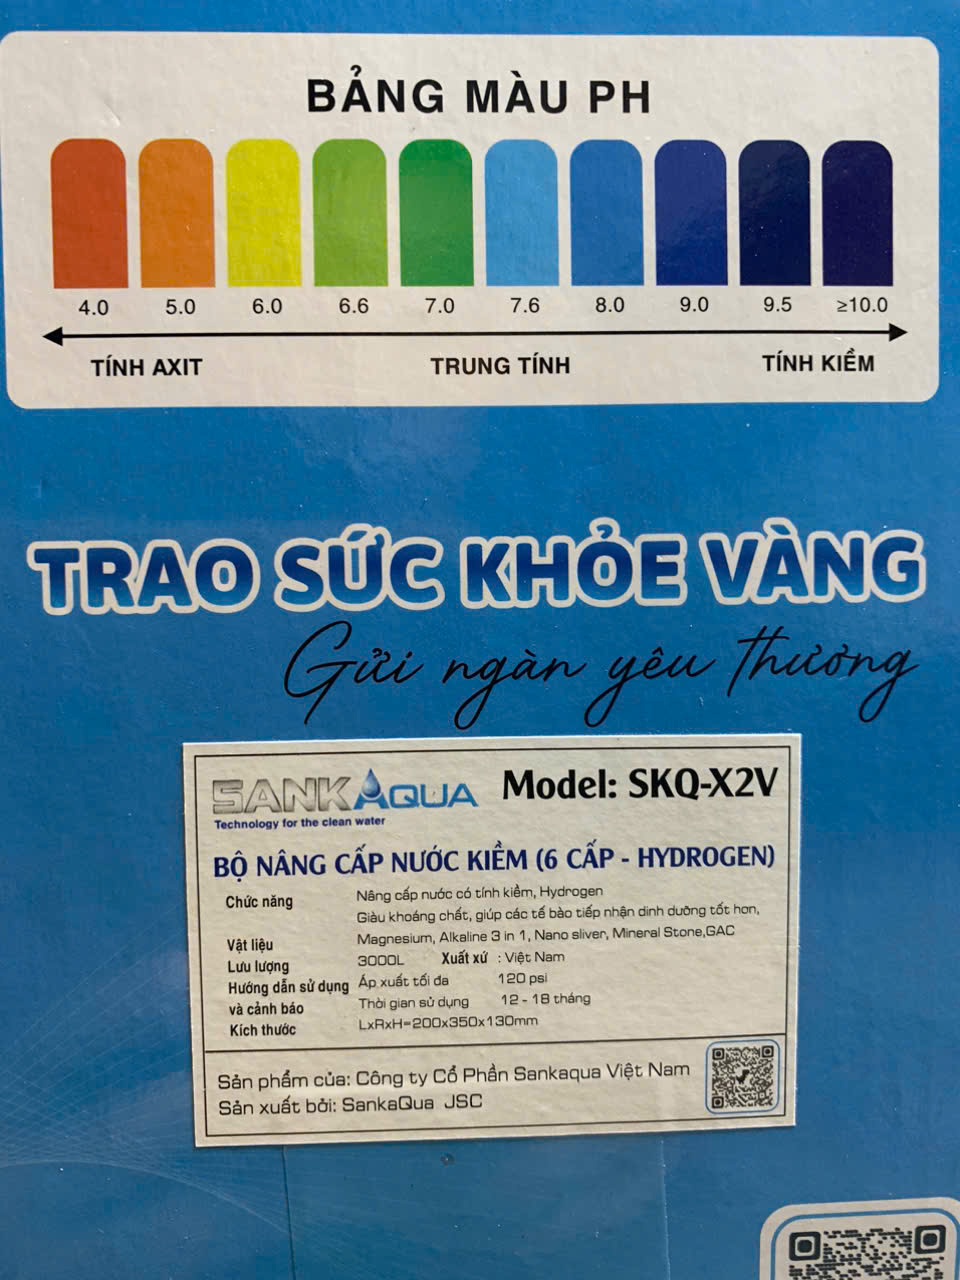 BẢNG MÀU PH
4.0 5.0 6.0 6.6 7.0 7.6 8.0 9.0 9.5 ≥10.0
TÍNH AXIT TRUNG TÍNH TÍNH KIỀM
TRAO SỨC KHỎE VÀNG
Gửi ngàn yêu thương
SANKAQUA Model: SKQ-X2V
Technology for the clean water
BỘ NÂNG CẤP NƯỚC KIỀM (6 CẤP - HYDROGEN)
Chức năng Nâng cấp nước có tính kiềm, Hydrogen
Giàu khoáng chất, giúp các tế bào tiếp nhận dinh dưỡng tốt hơn,
Vật liệu Magnesium, Alkaline 3 in 1, Nano sliver, Mineral Stone,GAC
Lưu lượng 3000L Xuất xứ : Việt Nam
Hướng dẫn sử dụng Áp xuất tối đa 120 psi
và cảnh báo Thời gian sử dụng 12 - 18 tháng
Kích thước LxRxH=200x350x130mm
Sản phẩm của: Công ty Cổ Phần Sankaqua Việt Nam
Sản xuất bởi: SankaQua JSC